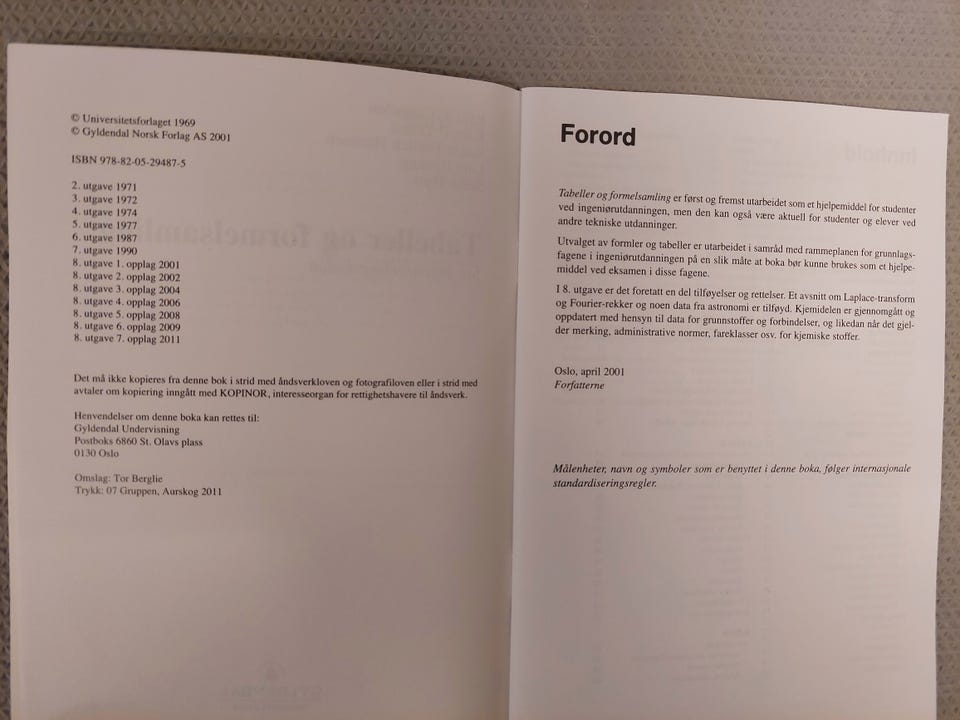 © Universitetsforlaget 1969
© Gyldendal Norsk Forlag AS 2001
ISBN 978-82-05-29487-5
2. utgave 1971
3. utgave 1972
4. utgave 1974
5. utgave 1977
6. utgave 1987
7. utgave 1990
8. utgave 1. opplag 2001
8. utgave 2. opplag 2002
8. utgave 3. opplag 2004
8. utgave 4. opplag 2006
8. utgave 5. opplag 2008
8. utgave 6. opplag 2009
8. utgave 7. opplag 2011
Det må ikke kopieres fra denne bok i strid med åndsverkloven og fotografiloven eller i strid med
avtaler om kopiering inngått med KOPINOR, interesseorgan for rettighetshavere til åndsverk.
Henvendelser om denne boka kan rettes til:
Gyldendal Undervisning
Postboks 6860 St. Olavs plass
0130 Oslo
Omslag: Tor Berglie
Trykk: 07 Gruppen, Aurskog 2011
Forord
Tabeller og formelsamling er først og fremst utarbeidet som et hjelpemiddel for studenter
ved ingeniørutdanningen, men den kan også være aktuell for studenter og elever ved
andre tekniske utdanninger.
Utvalget av formler og tabeller er utarbeidet i samråd med rammeplanen for grunnlags-
fagene i ingeniørutdanningen på en slik måte at boka bør kunne brukes som et hjelpe-
middel ved eksamen i disse fagene.
I 8. utgave er det foretatt en del tilføyelser og rettelser. Et avsnitt om Laplace-transform
og Fourier-rekker og noen data fra astronomi er tilføyd. Kjemidelen er gjennomgått og
oppdatert med hensyn til data for grunnstoffer og forbindelser, og likedan når det gjel-
der merking, administrative normer, fareklasser osv. for kjemiske stoffer.
Oslo, april 2001
Forfatterne
Målenheter, navn og symboler som er benyttet i denne boka, følger internasjonale
standardiseringsregler.